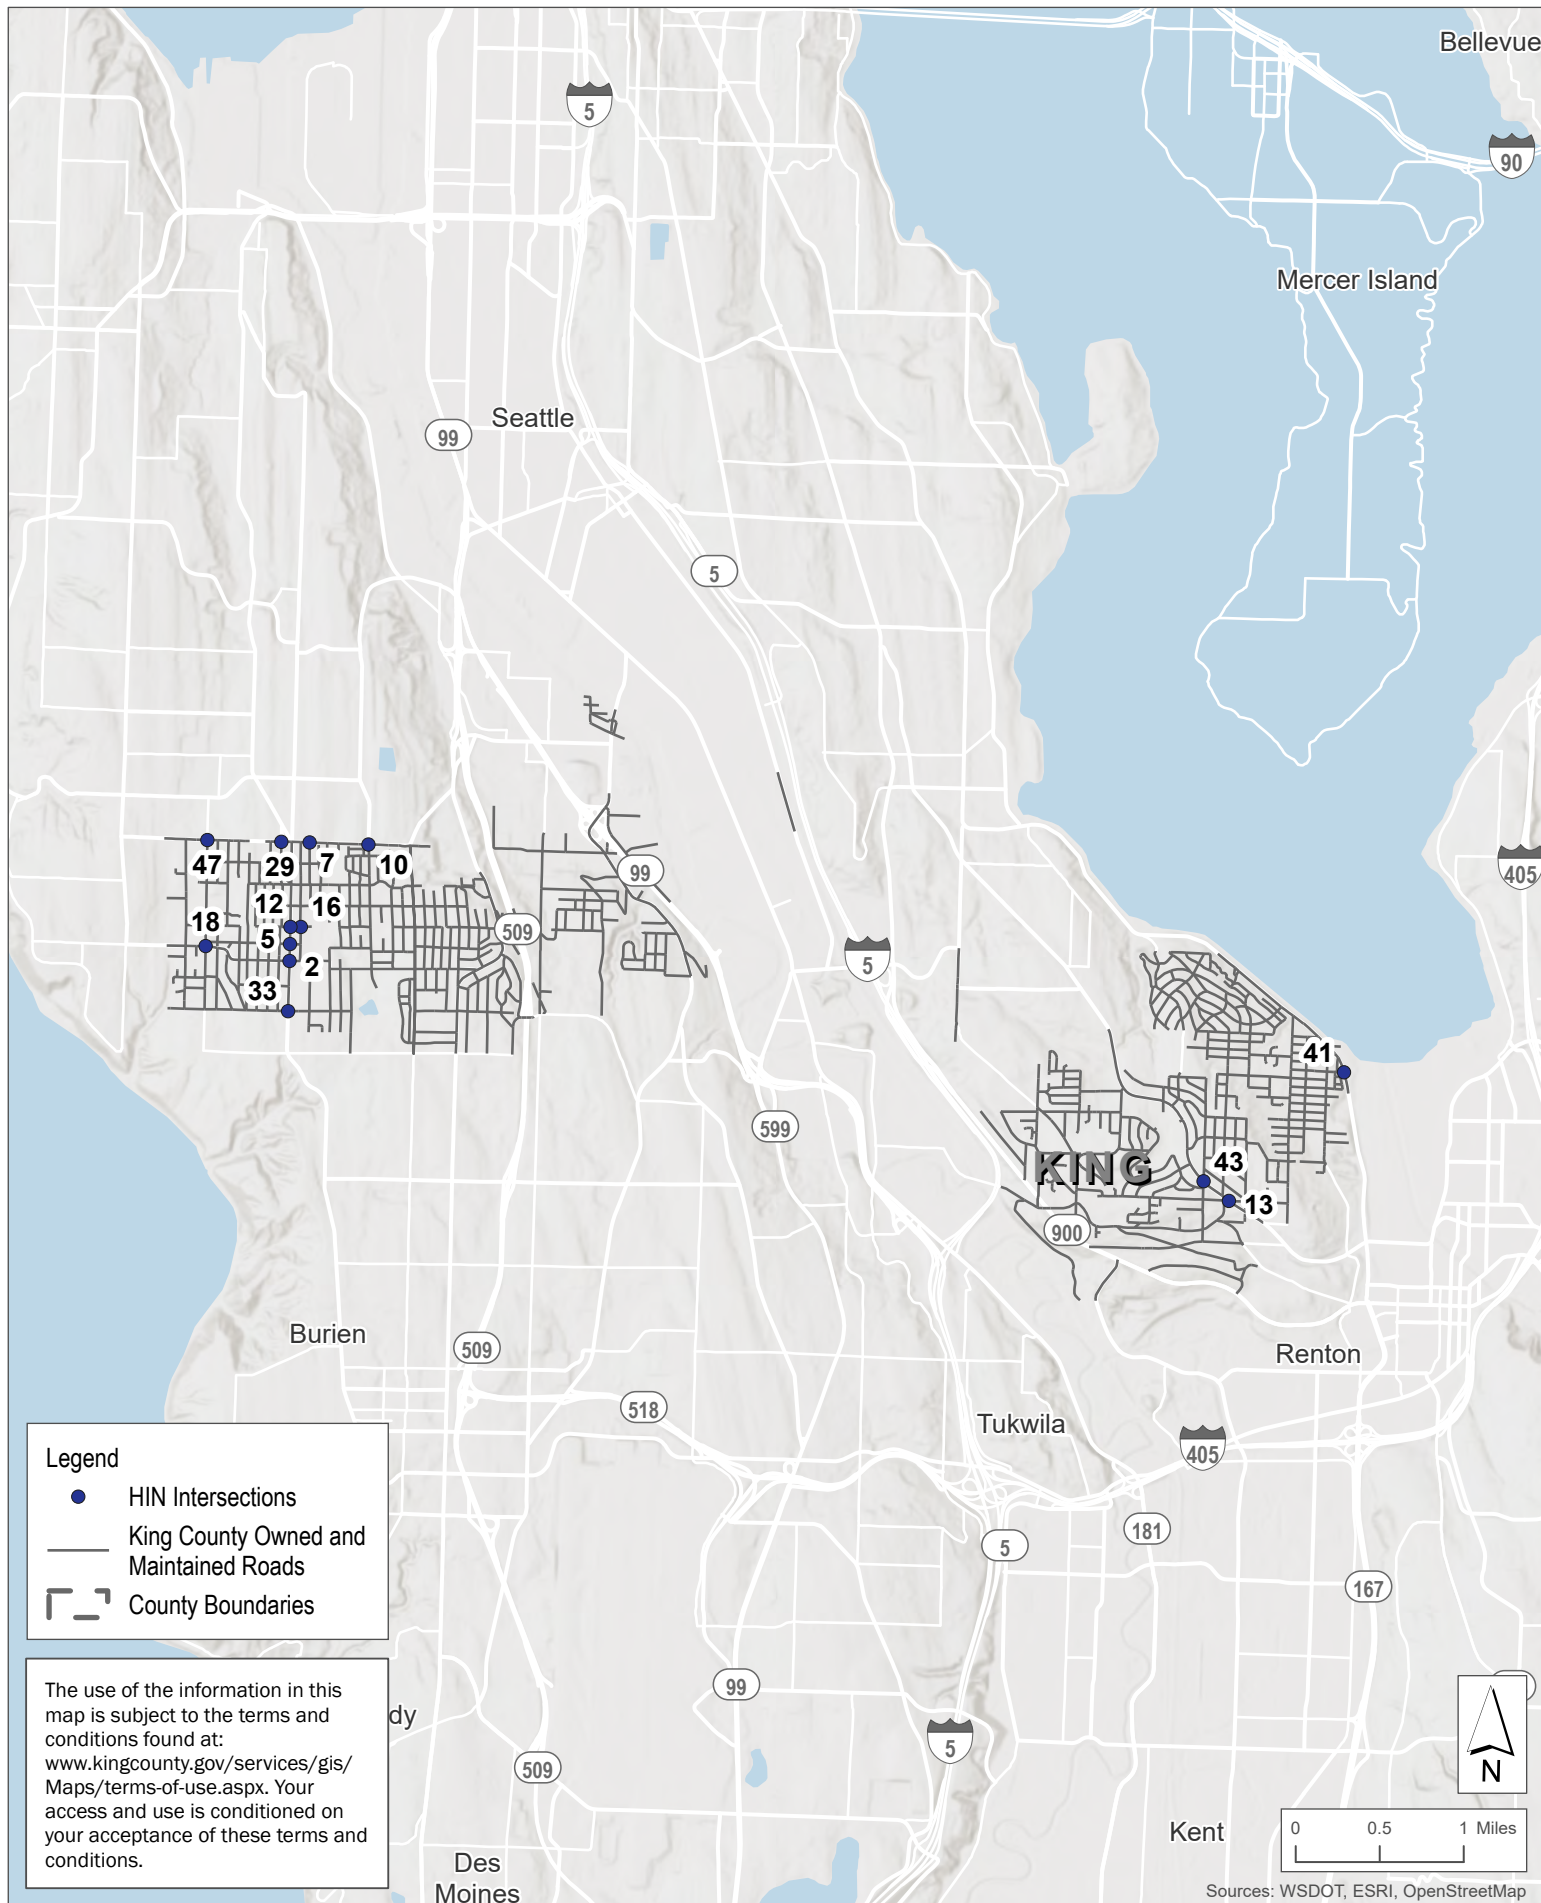 Bellevue
5
90
Mercer Island
Seattle
99
5
47
29
7
10
405
99
12
16
18
509
5
5
2
33
41
599
KING
43
13
900
Burien
509
Renton
518
Tukwila
405
Legend
HIN Intersections
King County Owned and
Maintained Roads
County Boundaries
181
5
167
The use of the information in this
map is subject to the terms and
conditions found at:
www.kingcounty.gov/services/gis/
Maps/terms-of-use.aspx. Your
access and use is conditioned on
your acceptance of these terms and
conditions.
dy
99
5
509
N
Kent
0 0.5 1 Miles
Des
Moines
Sources: WSDOT, ESRI, OpenStreetMap